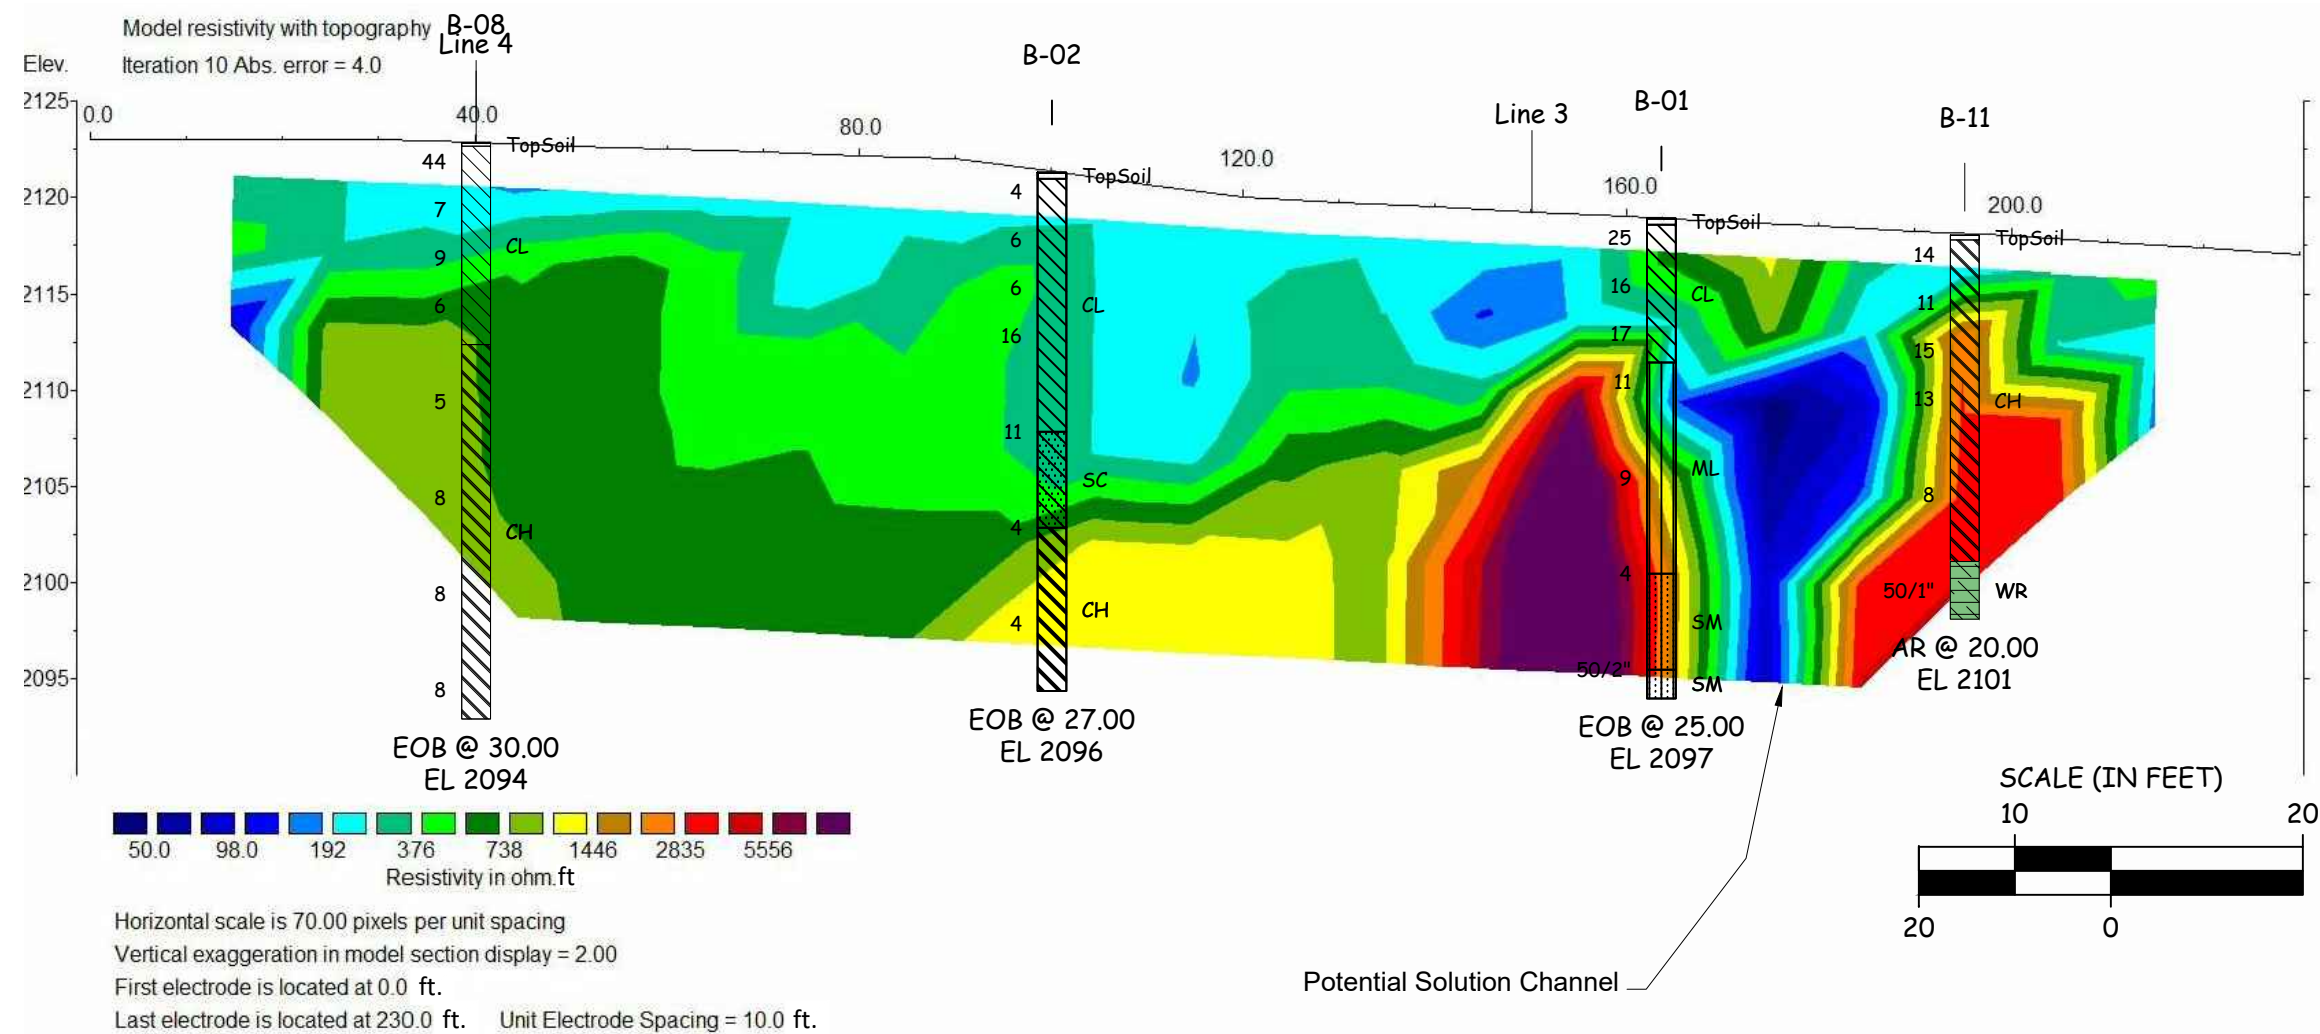 Model resistivity with topography
Iteration 10 Abs. error = 4.0
Elev.
B-08
Line 4
B-02
Line 3
B-01
B-11
2125
2120
2115
2110
2105
2100
2095
0.0
40.0
80.0
120.0
160.0
200.0
TopSoil
44
7
9
6
5
8
8
8
CL
CH
EOB @ 30.00
EL 2094
TopSoil
4
6
6
16
11
4
4
CL
SC
CH
EOB @ 27.00
EL 2096
TopSoil
25
16
17
11
9
4
50/2"
CL
ML
SM
SM
EOB @ 25.00
EL 2097
TopSoil
14
11
15
13
8
50/1"
CH
WR
AR @ 20.00
EL 2101
SCALE (IN FEET)
10 20
20 0
50.0 98.0 192 376 738 1446 2835 5556
Resistivity in ohm.ft
Horizontal scale is 70.00 pixels per unit spacing
Vertical exaggeration in model section display = 2.00
First electrode is located at 0.0 ft.
Last electrode is located at 230.0 ft. Unit Electrode Spacing = 10.0 ft.
Potential Solution Channel